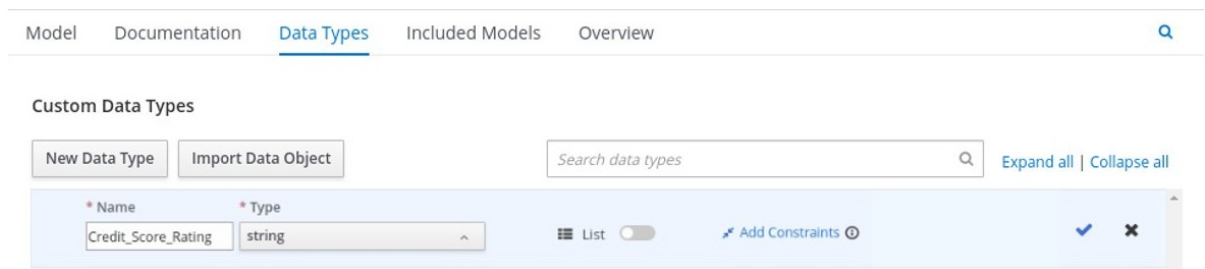 Model Documentation Data Types Included Models Overview
Custom Data Types
New Data Type Import Data Object Search data types Expand all | Collapse all
* Name * Type
Credit_Score_Rating string List Add Constraints